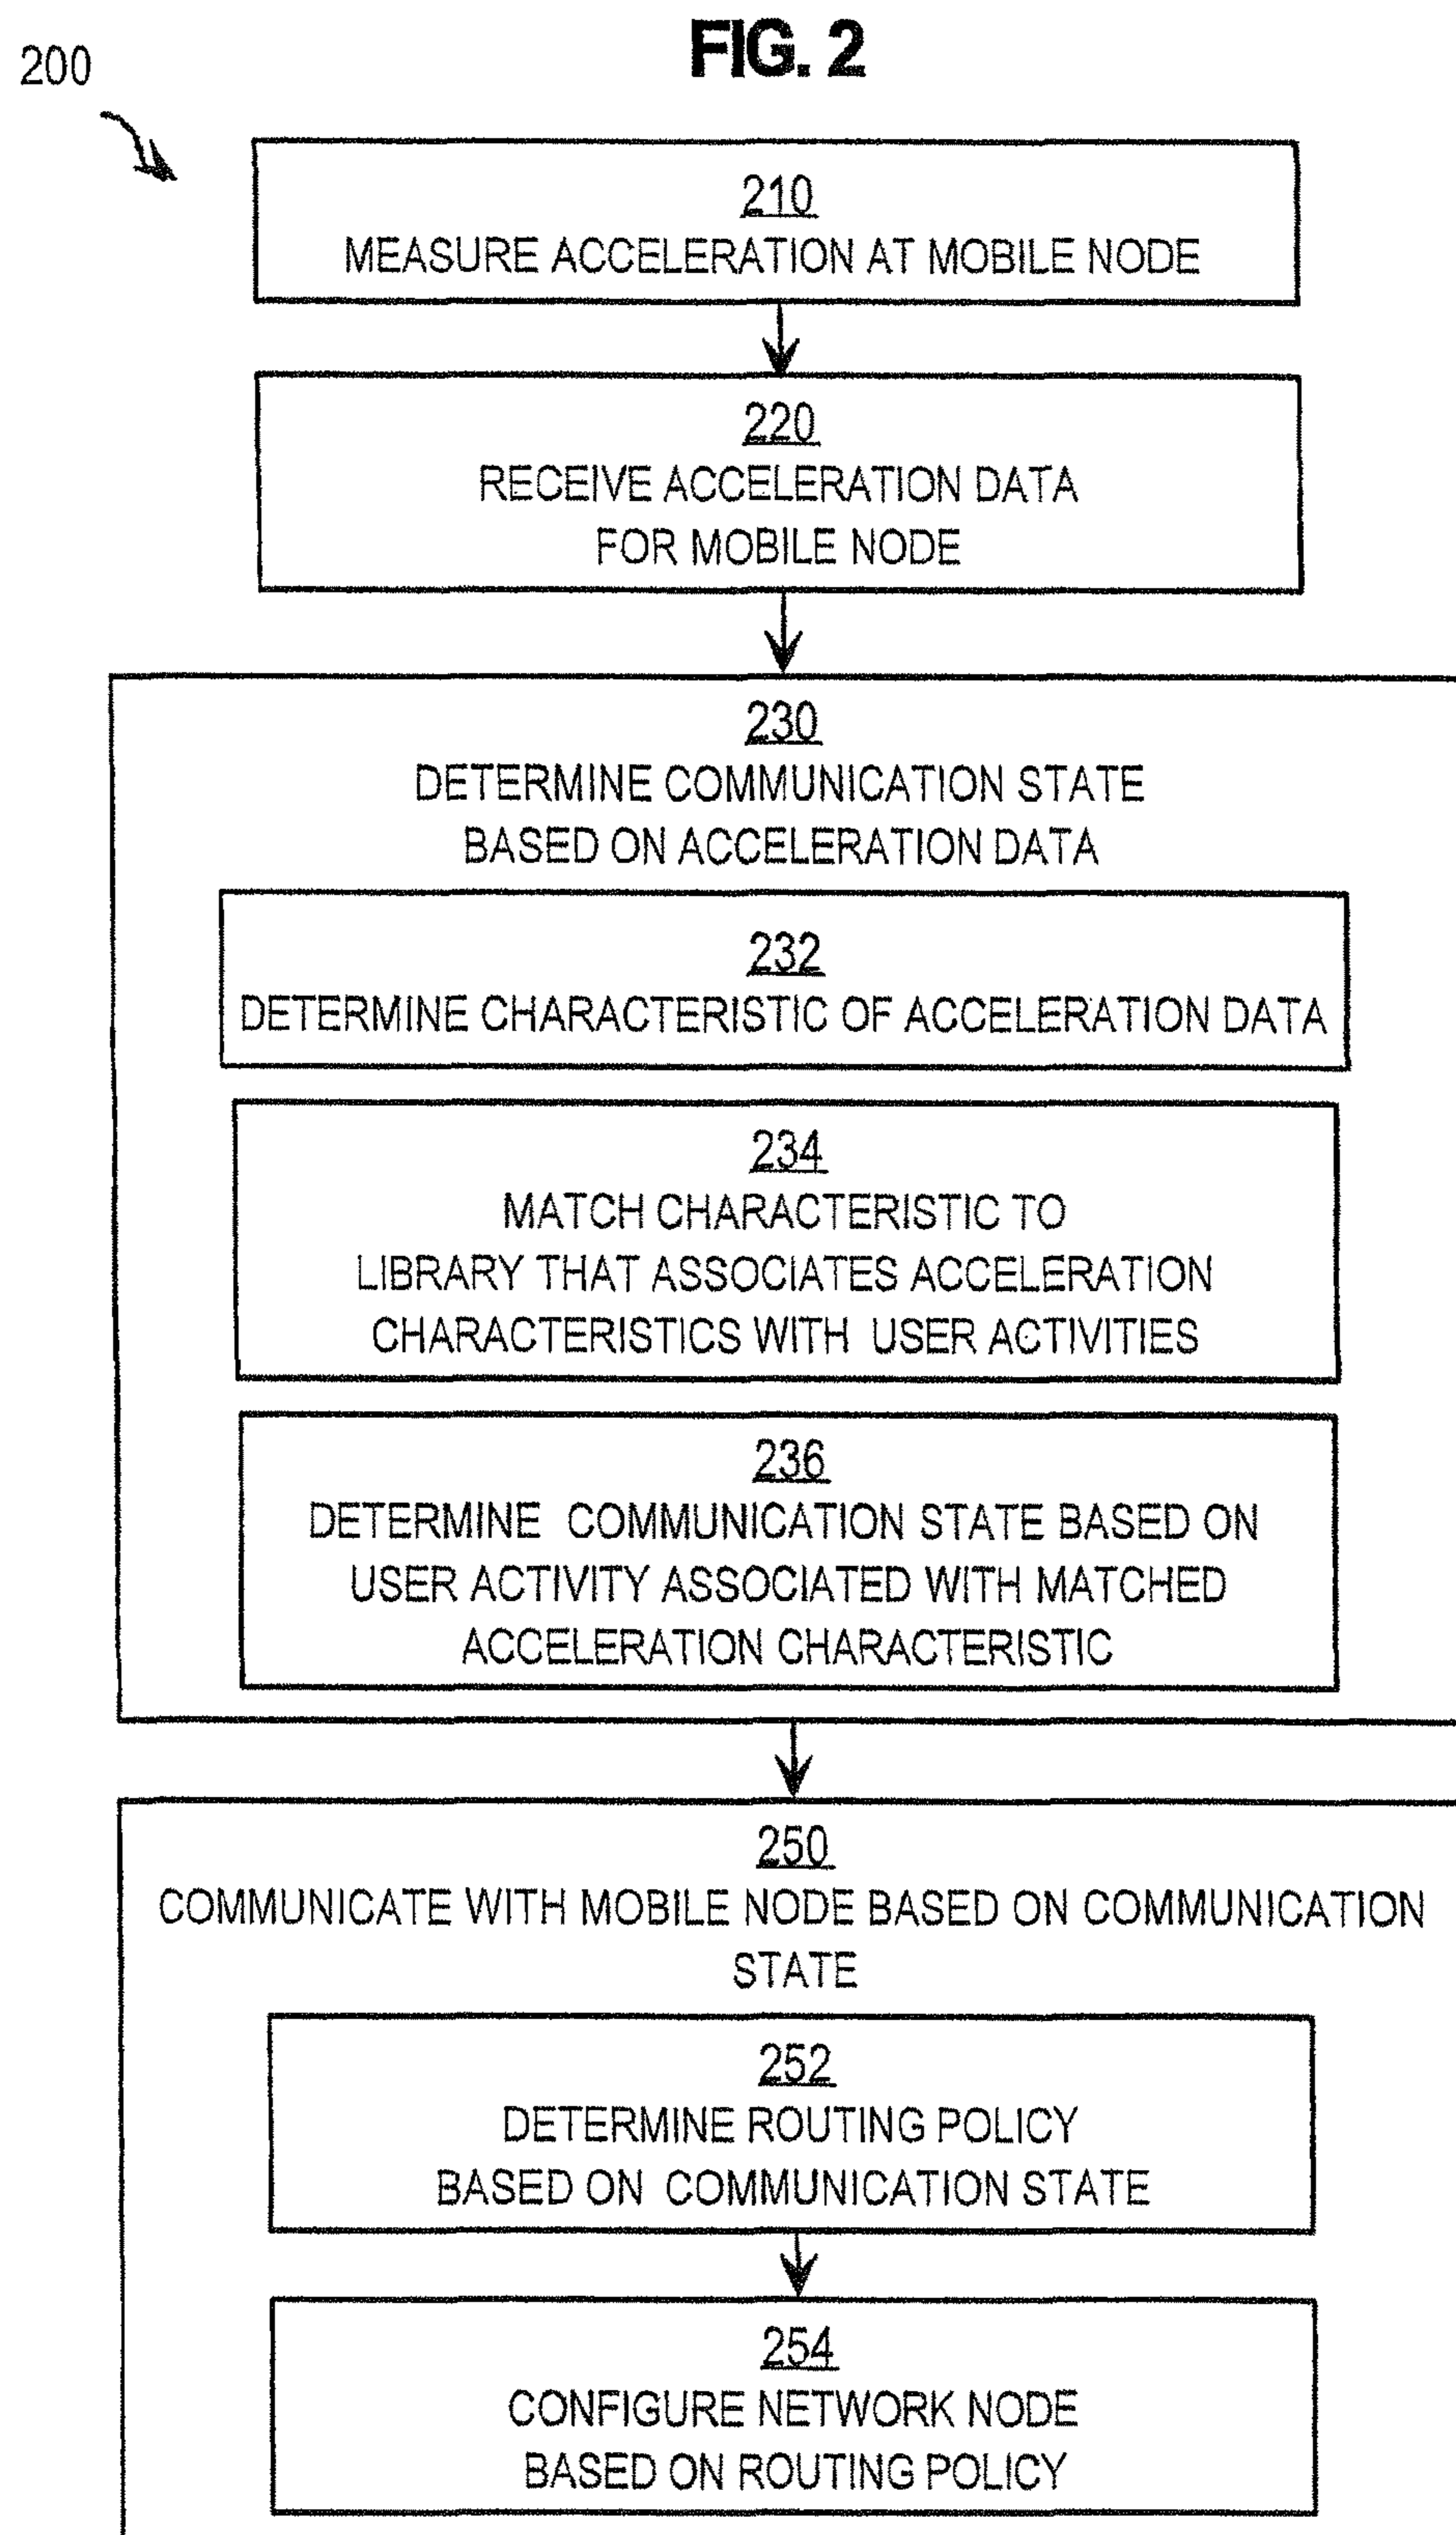 FIG. 2
200
210
MEASURE ACCELERATION AT MOBILE NODE
220
RECEIVE ACCELERATION DATA
FOR MOBILE NODE
230
DETERMINE COMMUNICATION STATE
BASED ON ACCELERATION DATA
232
DETERMINE CHARACTERISTIC OF ACCELERATION DATA
234
MATCH CHARACTERISTIC TO
LIBRARY THAT ASSOCIATES ACCELERATION
CHARACTERISTICS WITH USER ACTIVITIES
236
DETERMINE COMMUNICATION STATE BASED ON
USER ACTIVITY ASSOCIATED WITH MATCHED
ACCELERATION CHARACTERISTIC
250
COMMUNICATE WITH MOBILE NODE BASED ON COMMUNICATION
STATE
252
DETERMINE ROUTING POLICY
BASED ON COMMUNICATION STATE
254
CONFIGURE NETWORK NODE
BASED ON ROUTING POLICY